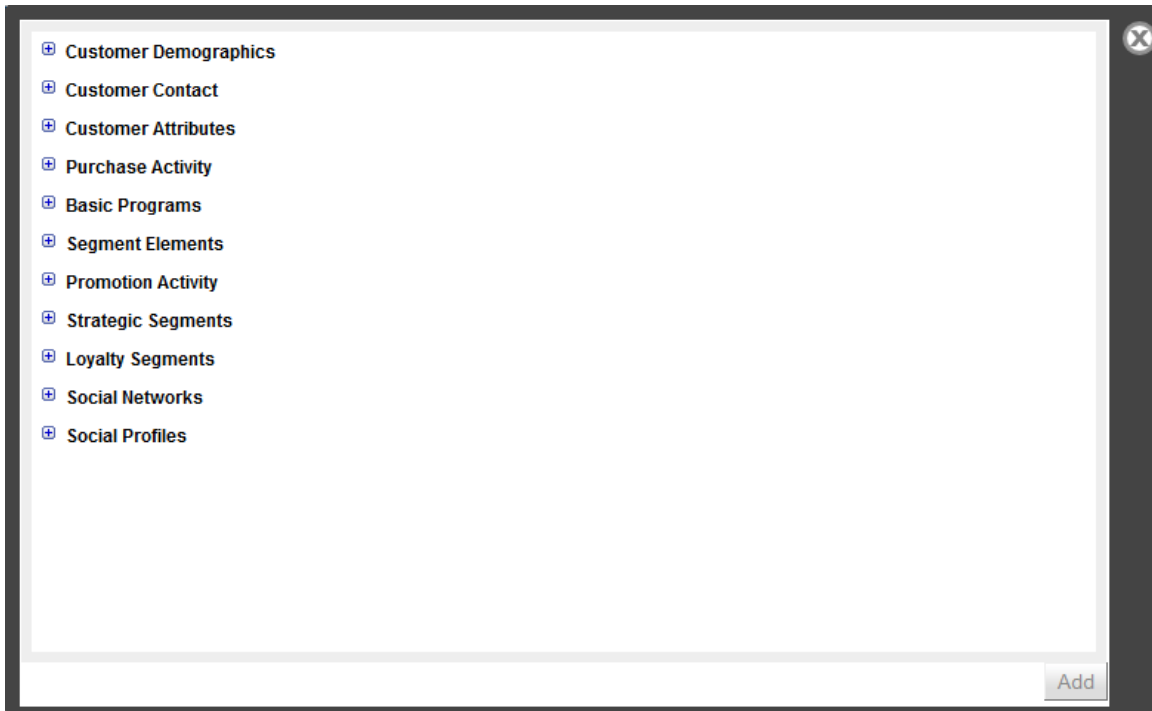 Customer Demographics
Customer Contact
Customer Attributes
Purchase Activity
Basic Programs
Segment Elements
Promotion Activity
Strategic Segments
Loyalty Segments
Social Networks
Social Profiles
Add